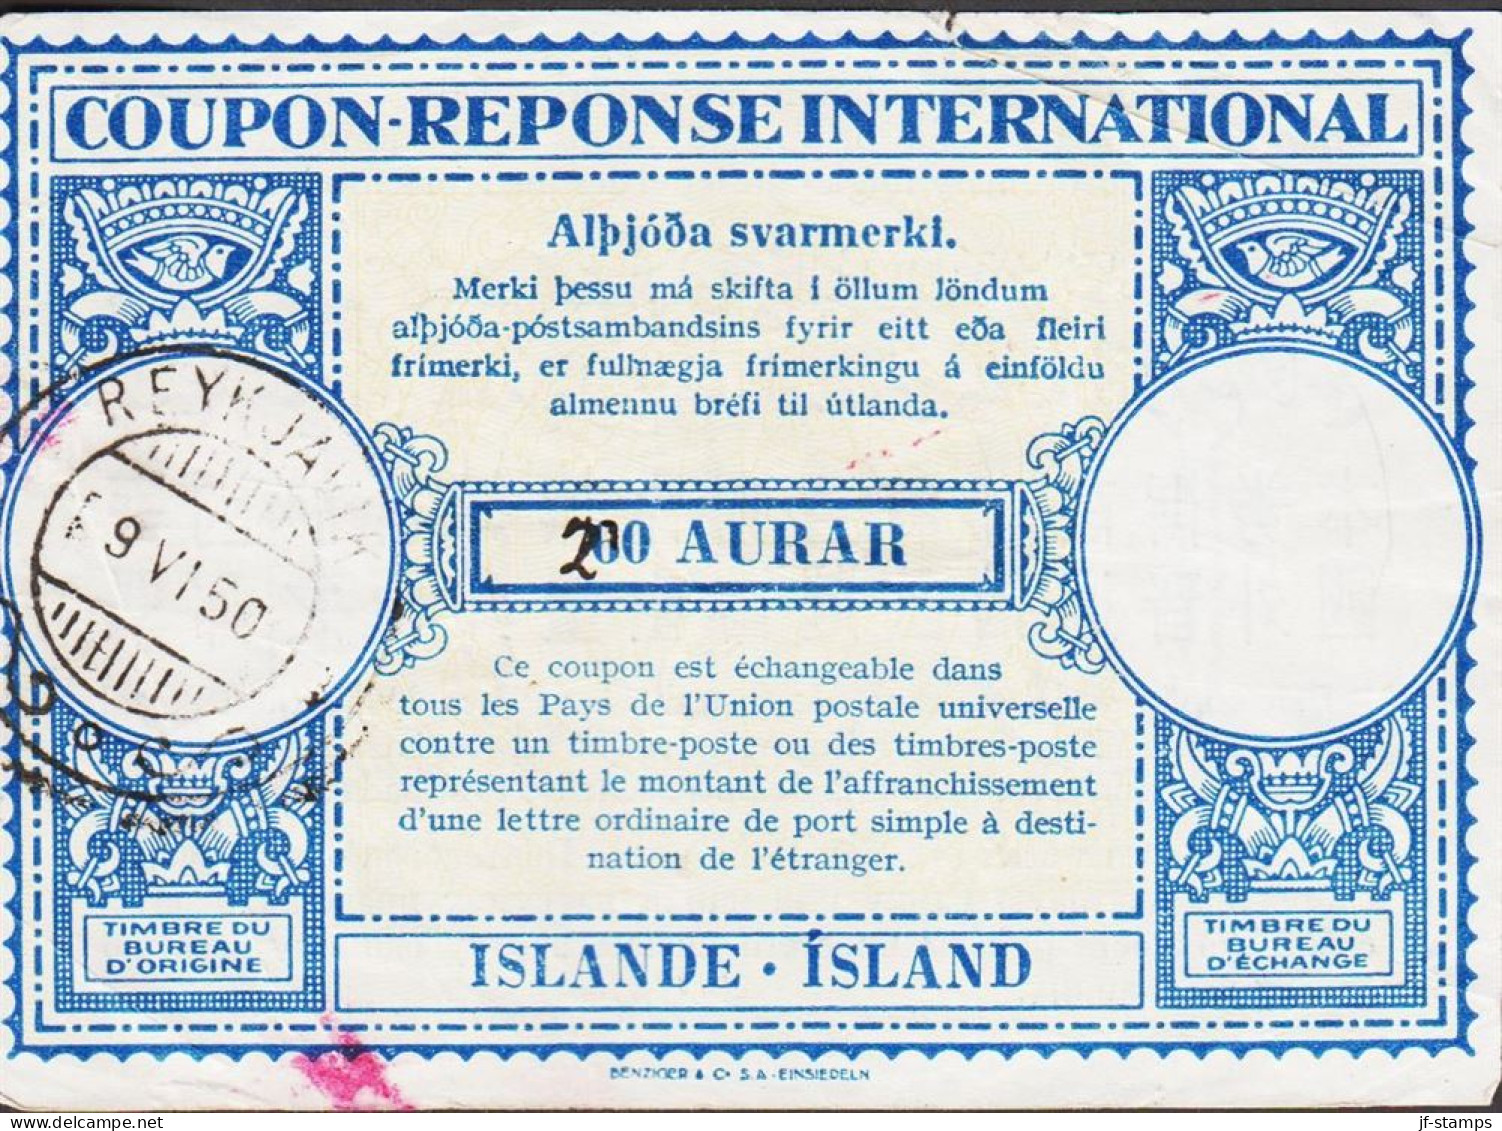 COUPON-REPONSE INTERNATIONAL
Alþjóða svarmerki.
Merki þessu má skifta í öllum löndum
alþjóða-póstsambandsins fyrir eitt eða fleiri
frímerki, er fullnægja frímerkingu á einföldu
almennu bréfi til útlanda.
REYKJAVIK
9 VI 50
200 AURAR
Ce coupon est échangeable dans
tous les Pays de l'Union postale universelle
contre un timbre-poste ou des timbres-poste
représentant le montant de l'affranchissement
d'une lettre ordinaire de port simple à desti-
nation de l'étranger.
TIMBRE DU
BUREAU
D'ORIGINE
ISLANDE · ÍSLAND
TIMBRE DU
BUREAU
D'ÉCHANGE
BENZIGER & Co S.A.-EINSIEDELN
jf-stamps